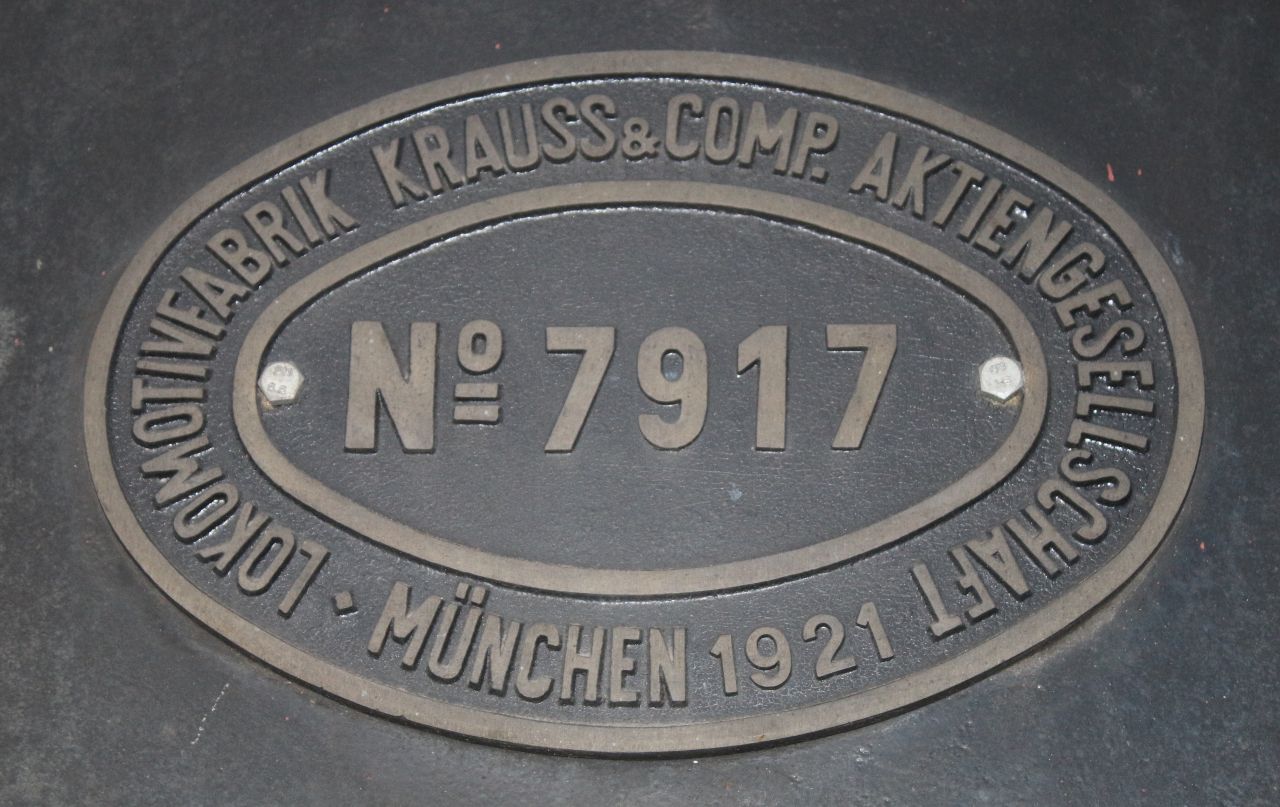 LOKOMOTIVFABRIK KRAUSS & COMP. AKTIENGESELLSCHAFT
Nº 7917
MÜNCHEN 1921